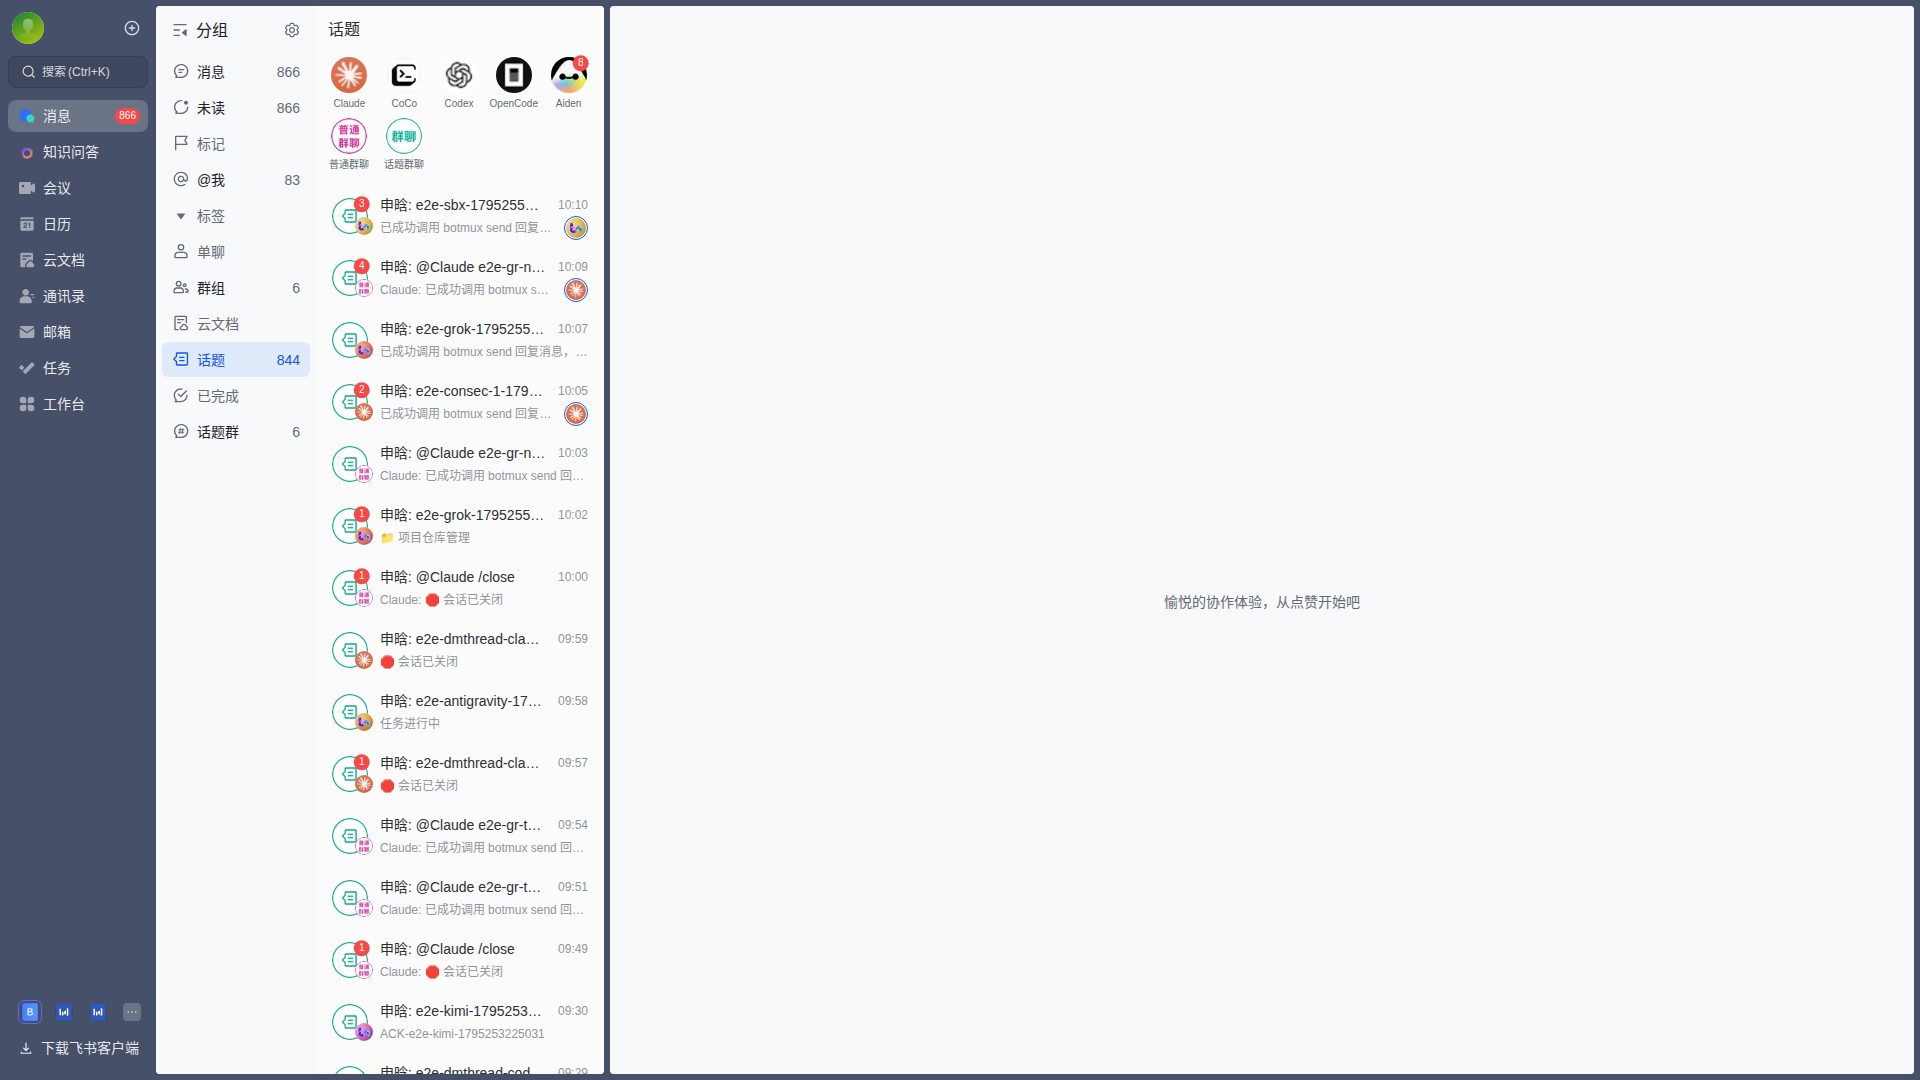 搜索 (Ctrl+K)
消息 866
知识问答
会议
日历
云文档
通讯录
邮箱
任务
工作台
下载飞书客户端
分组
消息 866
未读 866
标记
@我 83
标签
单聊
群组 6
云文档
话题 844
已完成
话题群 6
话题
8
Claude CoCo Codex OpenCode Aiden
普通群聊 群聊
普通群聊 话题群聊
3 申晗: e2e-sbx-1795255... 10:10
已成功调用 botmux send 回复...
4 申晗: @Claude e2e-gr-n... 10:09
Claude: 已成功调用 botmux s...
申晗: e2e-grok-1795255... 10:07
已成功调用 botmux send 回复消息，...
2 申晗: e2e-consec-1-179... 10:05
已成功调用 botmux send 回复...
申晗: @Claude e2e-gr-n... 10:03
Claude: 已成功调用 botmux send 回...
1 申晗: e2e-grok-1795255... 10:02
项目仓库管理
1 申晗: @Claude /close 10:00
Claude: 会话已关闭
申晗: e2e-dmthread-cla... 09:59
会话已关闭
申晗: e2e-antigravity-17... 09:58
任务进行中
1 申晗: e2e-dmthread-cla... 09:57
会话已关闭
申晗: @Claude e2e-gr-t... 09:54
Claude: 已成功调用 botmux send 回...
申晗: @Claude e2e-gr-t... 09:51
Claude: 已成功调用 botmux send 回...
1 申晗: @Claude /close 09:49
Claude: 会话已关闭
申晗: e2e-kimi-1795253... 09:30
ACK-e2e-kimi-1795253225031
申晗: e2e-dmthread-cod... 09:29
愉悦的协作体验，从点赞开始吧